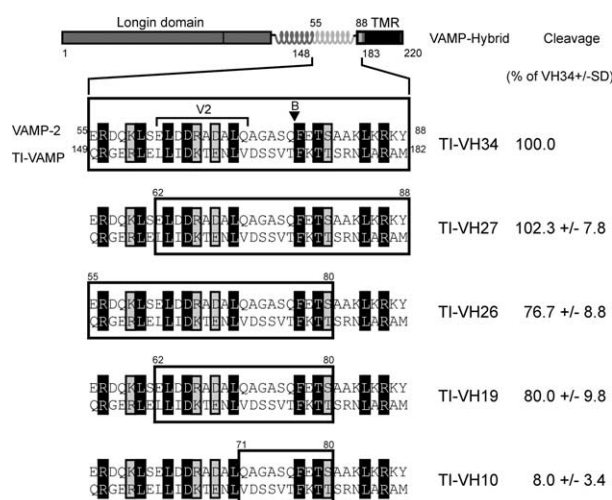 Longin domain 55 88 TMR
VAMP-Hybrid Cleavage
1 148 183 220
(% of VH34+/-SD)
V2 B
VAMP-2 55 ERDQKLSELDDRADALQAGASQFETSAAKLKRKY 88
TI-VAMP 149 QRGERLELLIDKTENLVDSSVTFKTTSRNLARAM 182
TI-VH34 100.0
62 88
ERDQKLSELDDRADALQAGASQFETSAAKLKRKY
QRGERLELLIDKTENLVDSSVTFKTTSRNLARAM
TI-VH27 102.3 +/- 7.8
55 80
ERDQKLSELDDRADALQAGASQFETSAAKLKRKY
QRGERLELLIDKTENLVDSSVTFKTTSRNLARAM
TI-VH26 76.7 +/- 8.8
62 80
ERDQKLSELDDRADALQAGASQFETSAAKLKRKY
QRGERLELLIDKTENLVDSSVTFKTTSRNLARAM
TI-VH19 80.0 +/- 9.8
71 80
ERDQKLSELDDRADALQAGASQFETSAAKLKRKY
QRGERLELLIDKTENLVDSSVTFKTTSRNLARAM
TI-VH10 8.0 +/- 3.4